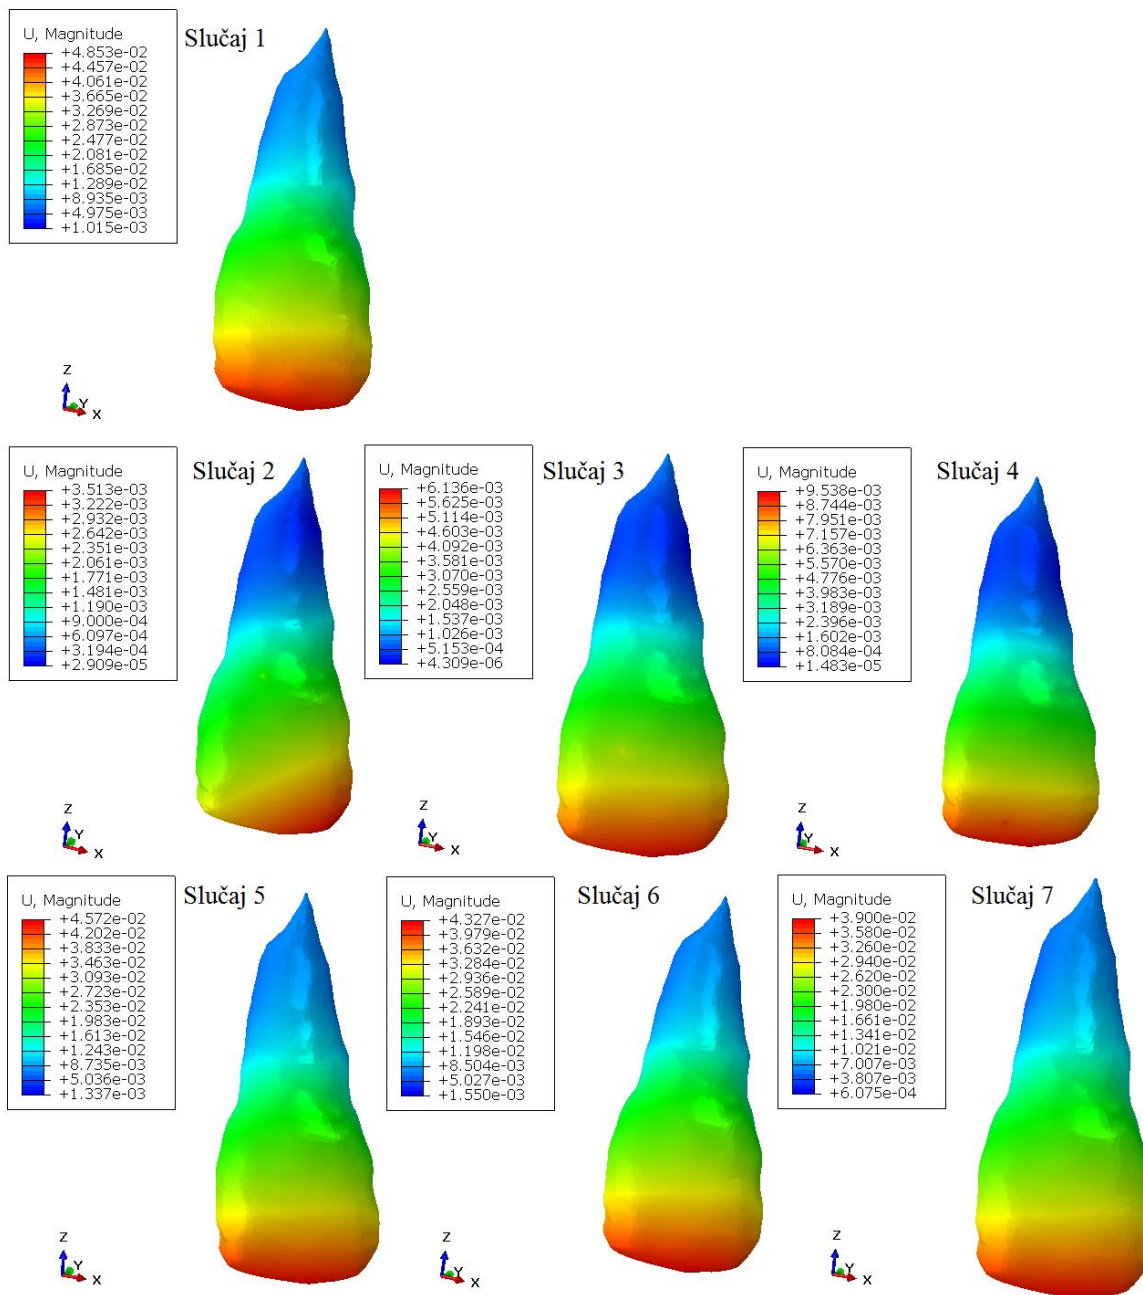 Slučaj 1
U, Magnitude
+4.853e-02
+4.457e-02
+4.061e-02
+3.665e-02
+3.269e-02
+2.873e-02
+2.477e-02
+2.081e-02
+1.685e-02
+1.289e-02
+8.935e-03
+4.975e-03
+1.015e-03
Z
Y
X
Slučaj 2
U, Magnitude
+3.513e-03
+3.222e-03
+2.932e-03
+2.642e-03
+2.351e-03
+2.061e-03
+1.771e-03
+1.481e-03
+1.190e-03
+9.000e-04
+6.097e-04
+3.194e-04
+2.909e-05
Z
Y
X
Slučaj 3
U, Magnitude
+6.136e-03
+5.625e-03
+5.114e-03
+4.603e-03
+4.092e-03
+3.581e-03
+3.070e-03
+2.559e-03
+2.048e-03
+1.537e-03
+1.026e-03
+5.153e-04
+4.309e-06
Z
Y
X
Slučaj 4
U, Magnitude
+9.538e-03
+8.744e-03
+7.951e-03
+7.157e-03
+6.363e-03
+5.570e-03
+4.776e-03
+3.983e-03
+3.189e-03
+2.396e-03
+1.602e-03
+8.084e-04
+1.483e-05
Z
Y
X
Slučaj 5
U, Magnitude
+4.572e-02
+4.202e-02
+3.833e-02
+3.463e-02
+3.093e-02
+2.723e-02
+2.353e-02
+1.983e-02
+1.613e-02
+1.243e-02
+8.735e-03
+5.036e-03
+1.337e-03
Z
Y
X
Slučaj 6
U, Magnitude
+4.327e-02
+3.979e-02
+3.632e-02
+3.284e-02
+2.936e-02
+2.589e-02
+2.241e-02
+1.893e-02
+1.546e-02
+1.198e-02
+8.504e-03
+5.027e-03
+1.550e-03
Z
Y
X
Slučaj 7
U, Magnitude
+3.900e-02
+3.580e-02
+3.260e-02
+2.940e-02
+2.620e-02
+2.300e-02
+1.980e-02
+1.661e-02
+1.341e-02
+1.021e-02
+7.007e-03
+3.807e-03
+6.075e-04
Z
Y
X